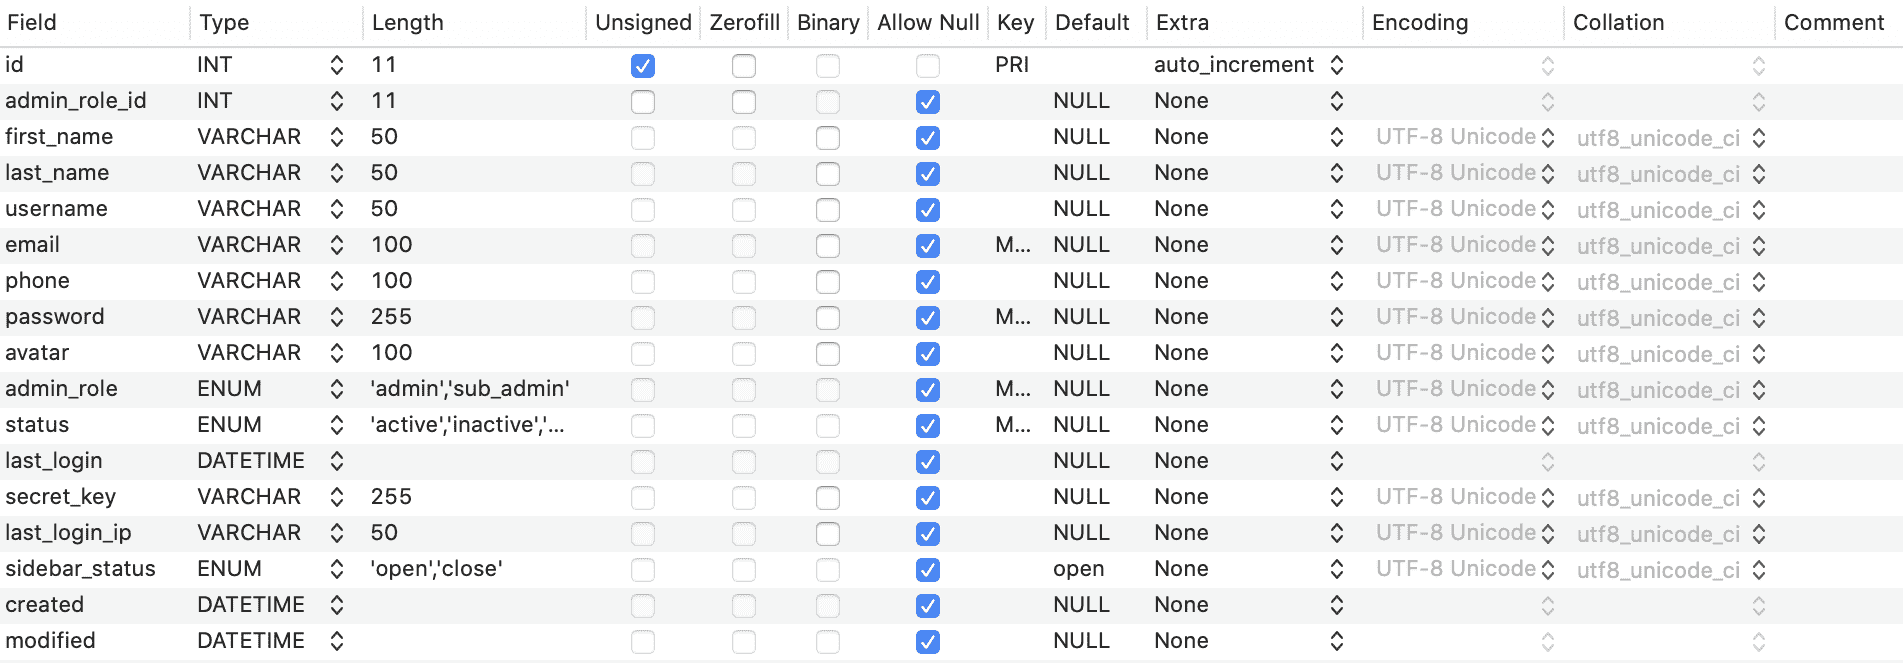 Field Type Length Unsigned Zerofill Binary Allow Null Key Default Extra Encoding Collation Comment
id INT 11 PRI auto_increment
admin_role_id INT 11 NULL None
first_name VARCHAR 50 NULL None UTF-8 Unicode utf8_unicode_ci
last_name VARCHAR 50 NULL None UTF-8 Unicode utf8_unicode_ci
username VARCHAR 50 NULL None UTF-8 Unicode utf8_unicode_ci
email VARCHAR 100 M... NULL None UTF-8 Unicode utf8_unicode_ci
phone VARCHAR 100 NULL None UTF-8 Unicode utf8_unicode_ci
password VARCHAR 255 M... NULL None UTF-8 Unicode utf8_unicode_ci
avatar VARCHAR 100 NULL None UTF-8 Unicode utf8_unicode_ci
admin_role ENUM 'admin','sub_admin' M... NULL None UTF-8 Unicode utf8_unicode_ci
status ENUM 'active','inactive','... M... NULL None UTF-8 Unicode utf8_unicode_ci
last_login DATETIME NULL None
secret_key VARCHAR 255 NULL None UTF-8 Unicode utf8_unicode_ci
last_login_ip VARCHAR 50 NULL None UTF-8 Unicode utf8_unicode_ci
sidebar_status ENUM 'open','close' open None UTF-8 Unicode utf8_unicode_ci
created DATETIME NULL None
modified DATETIME NULL None